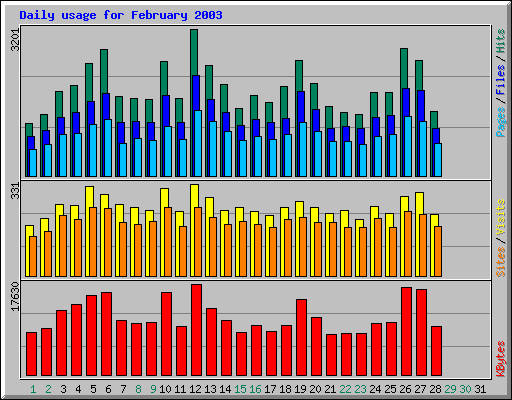 Daily usage for February 2003
3201
Pages / Files / Hits
331
Sites / Visits
17630
KBytes
1 2 3 4 5 6 7 8 9 10 11 12 13 14 15 16 17 18 19 20 21 22 23 24 25 26 27 28 29 30 31